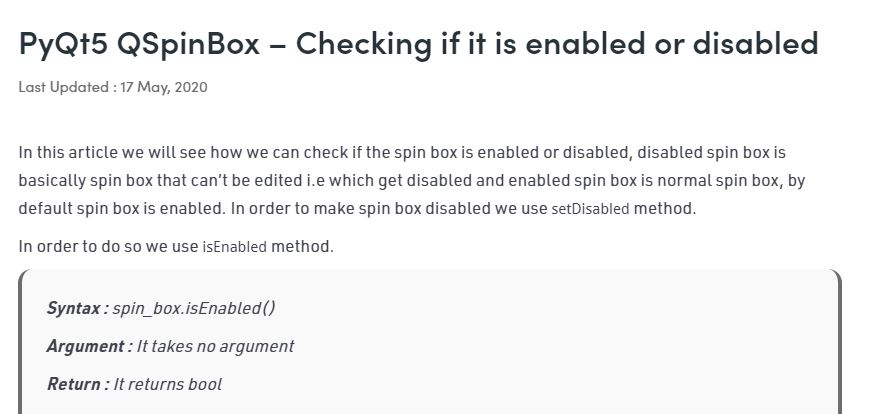 PyQt5 QSpinBox – Checking if it is enabled or disabled
Last Updated : 17 May, 2020
In this article we will see how we can check if the spin box is enabled or disabled, disabled spin box is
basically spin box that can’t be edited i.e which get disabled and enabled spin box is normal spin box, by
default spin box is enabled. In order to make spin box disabled we use setDisabled method.
In order to do so we use isEnabled method.
Syntax : spin_box.isEnabled()
Argument : It takes no argument
Return : It returns bool